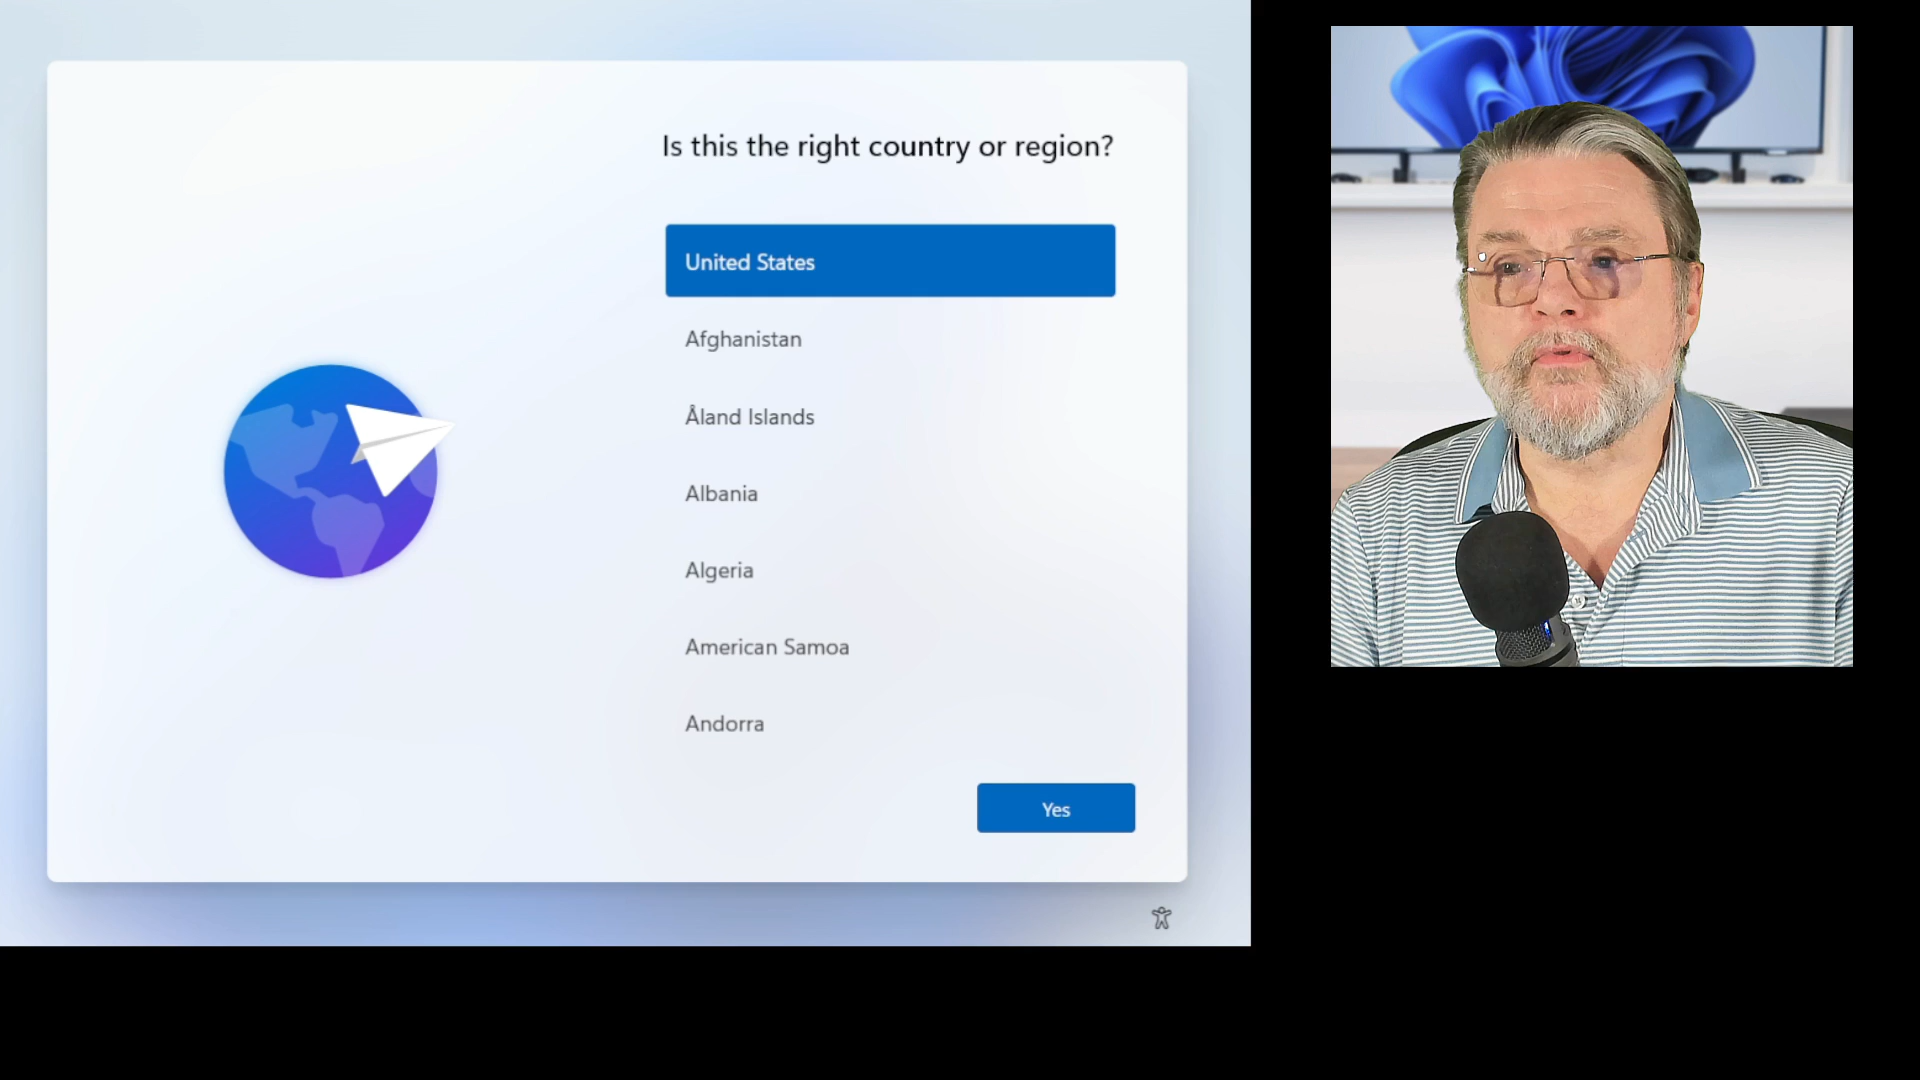 Is this the right country or region?
United States
Afghanistan
Åland Islands
Albania
Algeria
American Samoa
Andorra
Yes